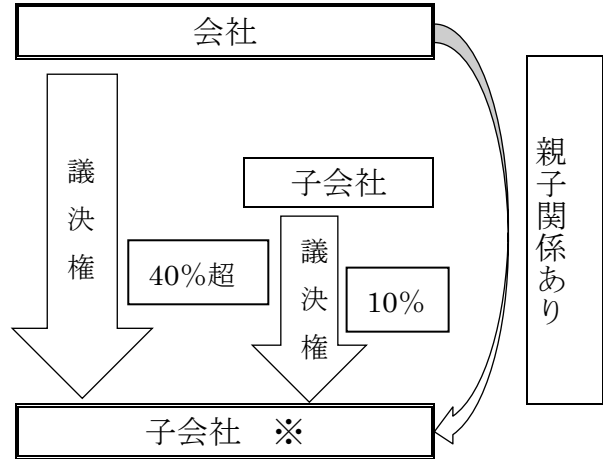 会社
議決権
40%超
子会社
議決権
10%
親子関係あり
子会社 ※